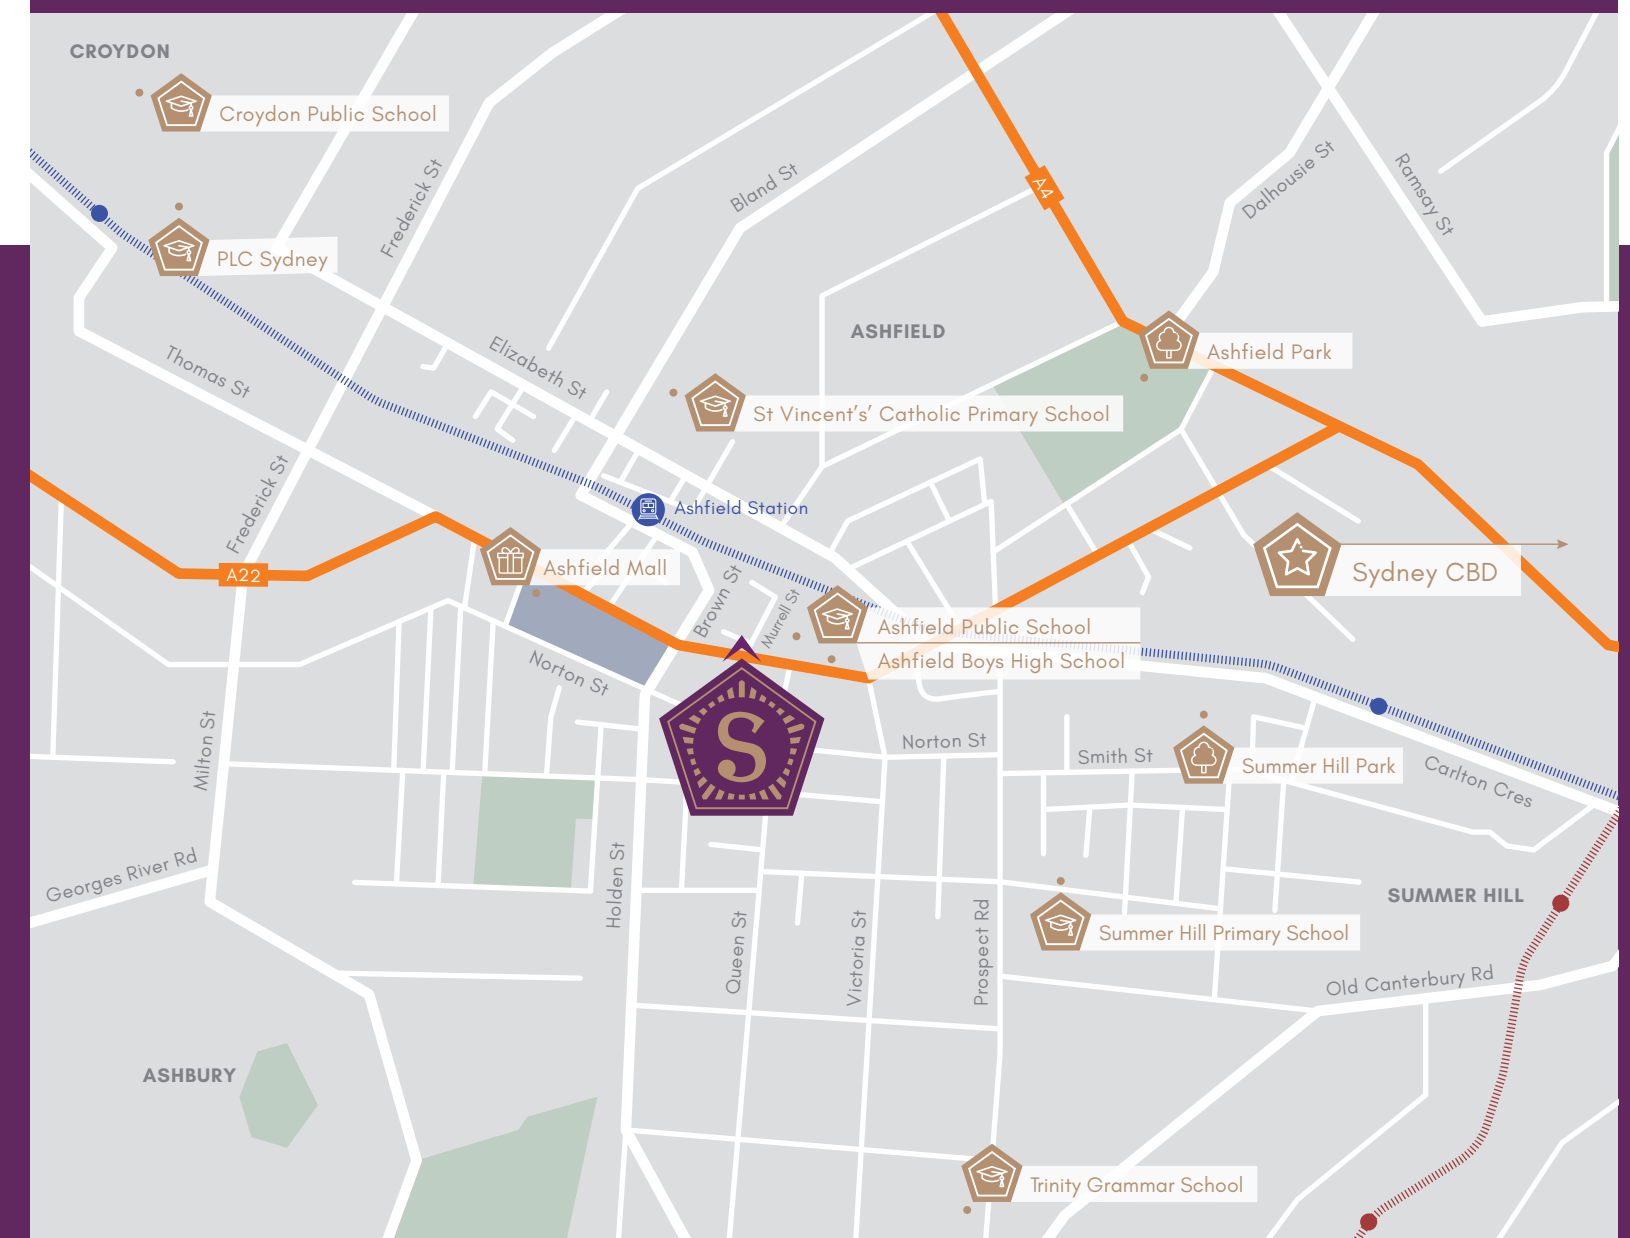 CROYDON
Croydon Public School
PLC Sydney
Frederick St
Bland St
A4
Dalhousie St
Ramsay St
ASHFIELD
Ashfield Park
Elizabeth St
Thomas St
St Vincent's' Catholic Primary School
Frederick St
Ashfield Station
A22
Ashfield Mall
Brown St
Murrell St
Sydney CBD
Ashfield Public School
Ashfield Boys High School
Norton St
S
Milton St
Norton St
Smith St
Summer Hill Park
Carlton Cres
Georges River Rd
Holden St
Queen St
Victoria St
Prospect Rd
SUMMER HILL
Summer Hill Primary School
Old Canterbury Rd
ASHBURY
Trinity Grammar School